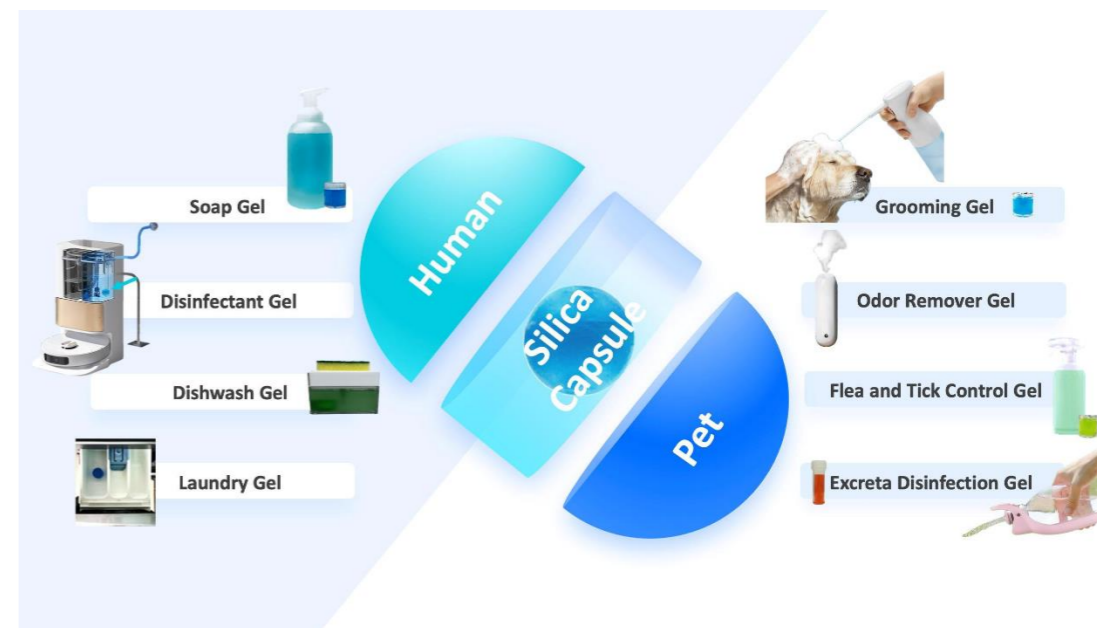 Soap Gel
Disinfectant Gel
Dishwash Gel
Laundry Gel
Human
Silica
Capsule
Pet
Grooming Gel
Odor Remover Gel
Flea and Tick Control Gel
Excreta Disinfection Gel